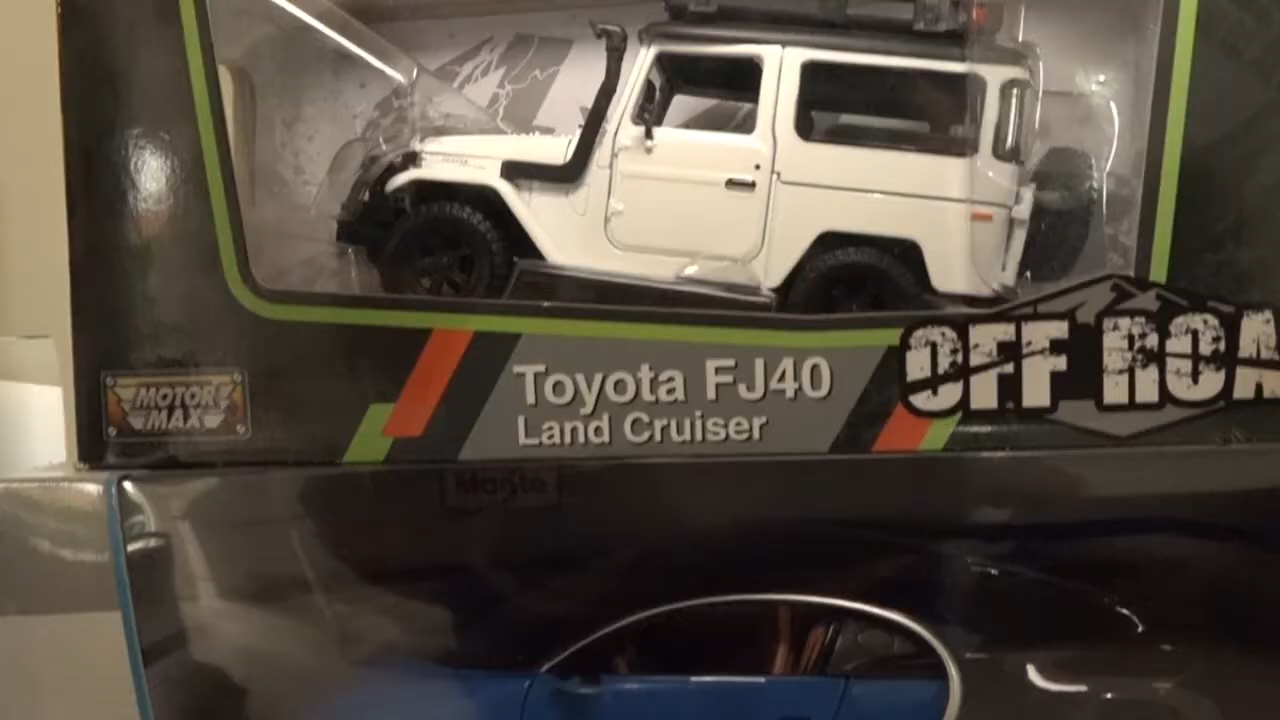 MOTOR
MAX
Toyota FJ40
Land Cruiser
OFF ROA
Maisto